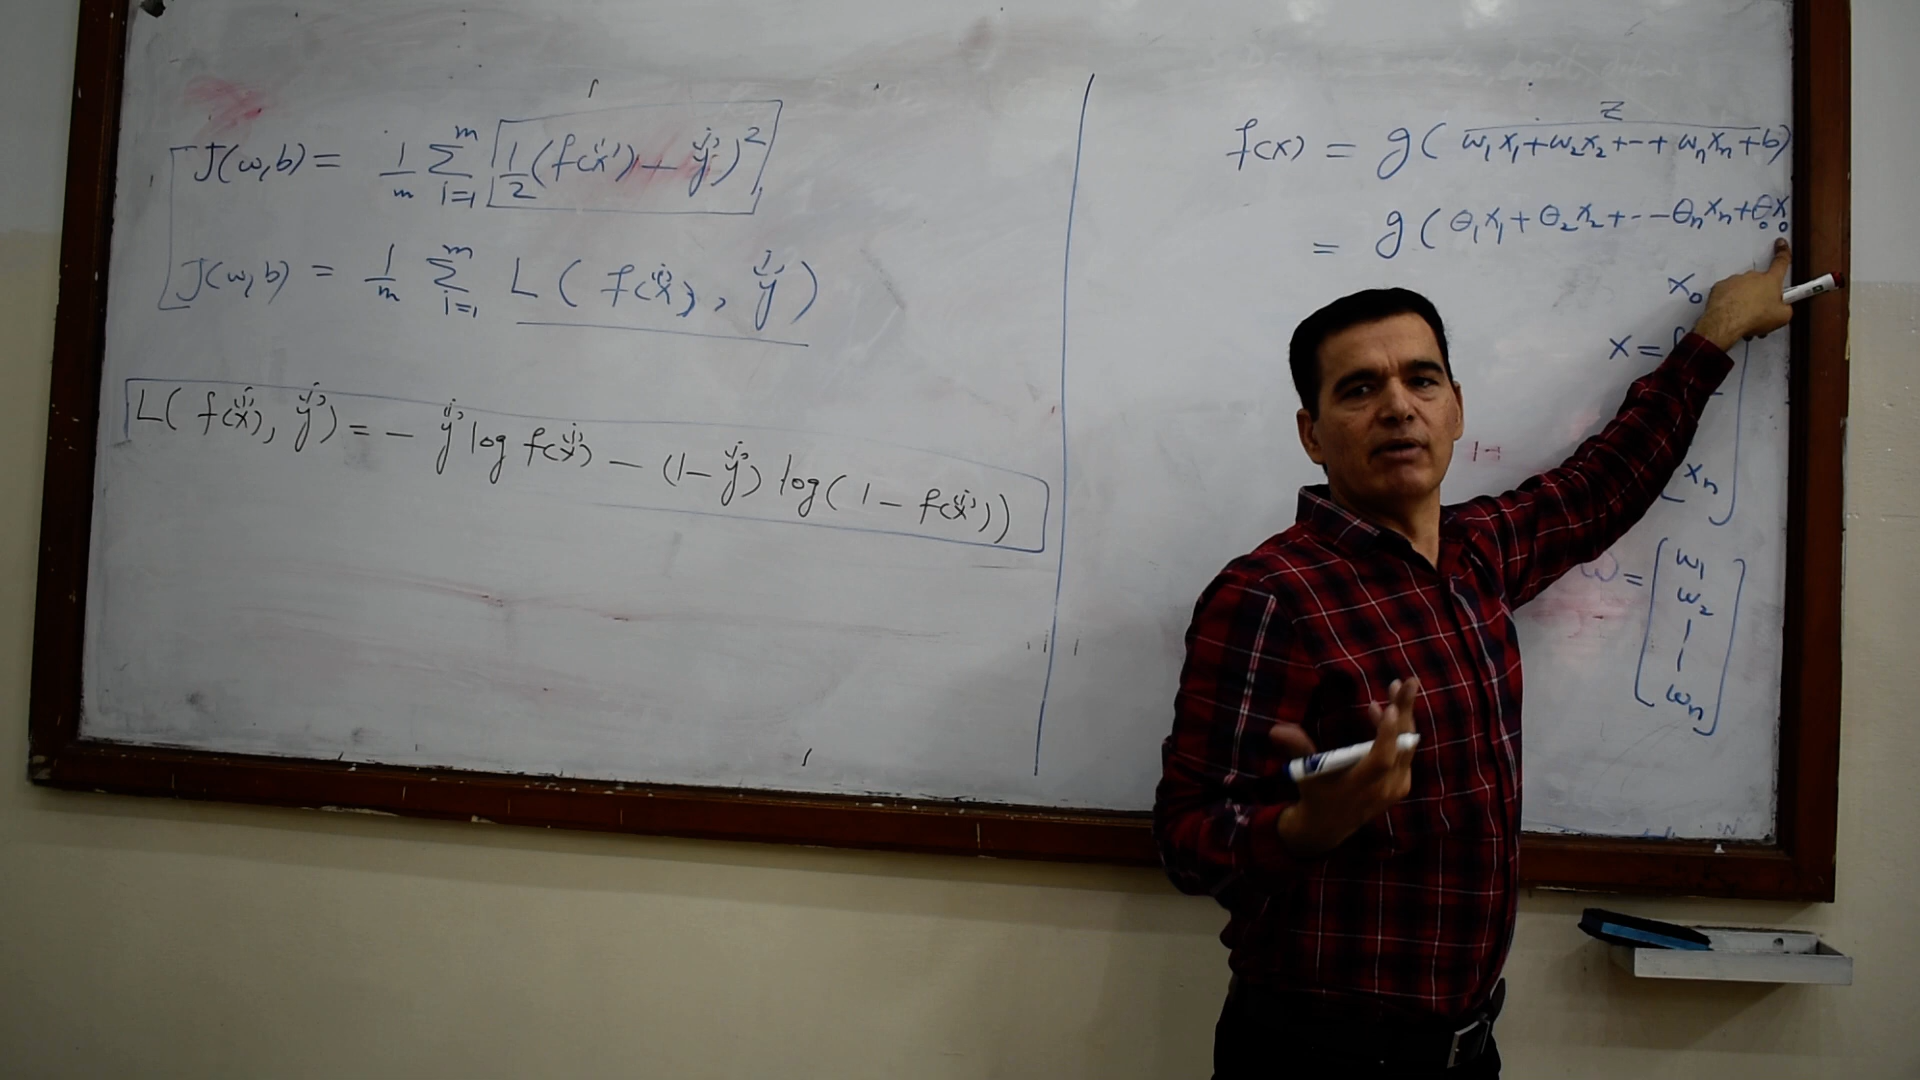 J(w,b) = 1/m Σ_{i=1}^{m} 1/2 (f(x⁽ⁱ⁾) - y⁽ⁱ⁾)²
J(w,b) = 1/m Σ_{i=1}^{m} L( f(x⁽ⁱ⁾), y⁽ⁱ⁾ )
L( f(x⁽ⁱ⁾), y⁽ⁱ⁾ ) = - y⁽ⁱ⁾ log f(x⁽ⁱ⁾) - (1- y⁽ⁱ⁾) log( 1 - f(x⁽ⁱ⁾))
z
f(x) = g( w₁x₁+w₂x₂+--+ wₙxₙ+b)
= g( θ₁x₁+ θ₂x₂+---θₙxₙ+θ₀x₀
x₀
x =
1-
xₙ
w =
w₁
w₂
|
|
wₙ